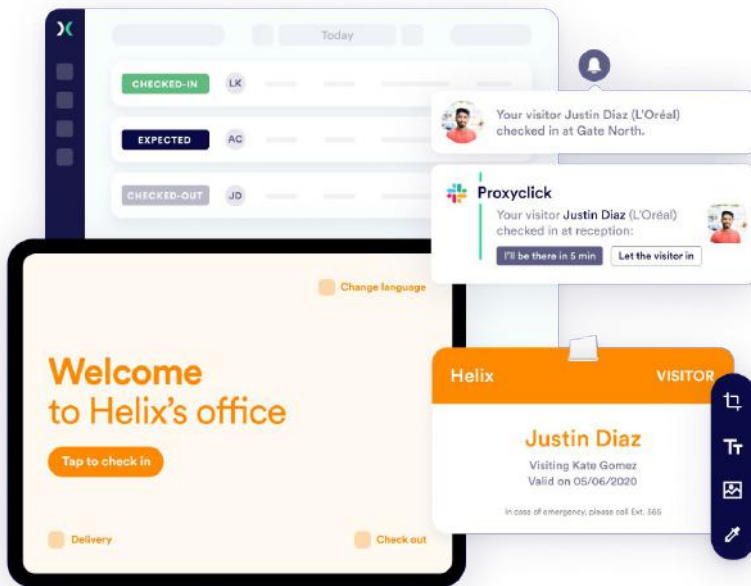 Today
CHECKED-IN
LK
EXPECTED
AC
CHECKED-OUT
JD
Your visitor Justin Diaz (L'Oréal)
checked in at Gate North.
Proxyclick
Your visitor Justin Diaz (L'Oréal)
checked in at reception:
I'll be there in 5 min
Let the visitor in
Change language
Welcome
to Helix's office
Tap to check in
Delivery
Check out
Helix
VISITOR
Justin Diaz
Visiting Kate Gomez
Valid on 05/06/2020
In case of emergency, please call Ext. 565
TT